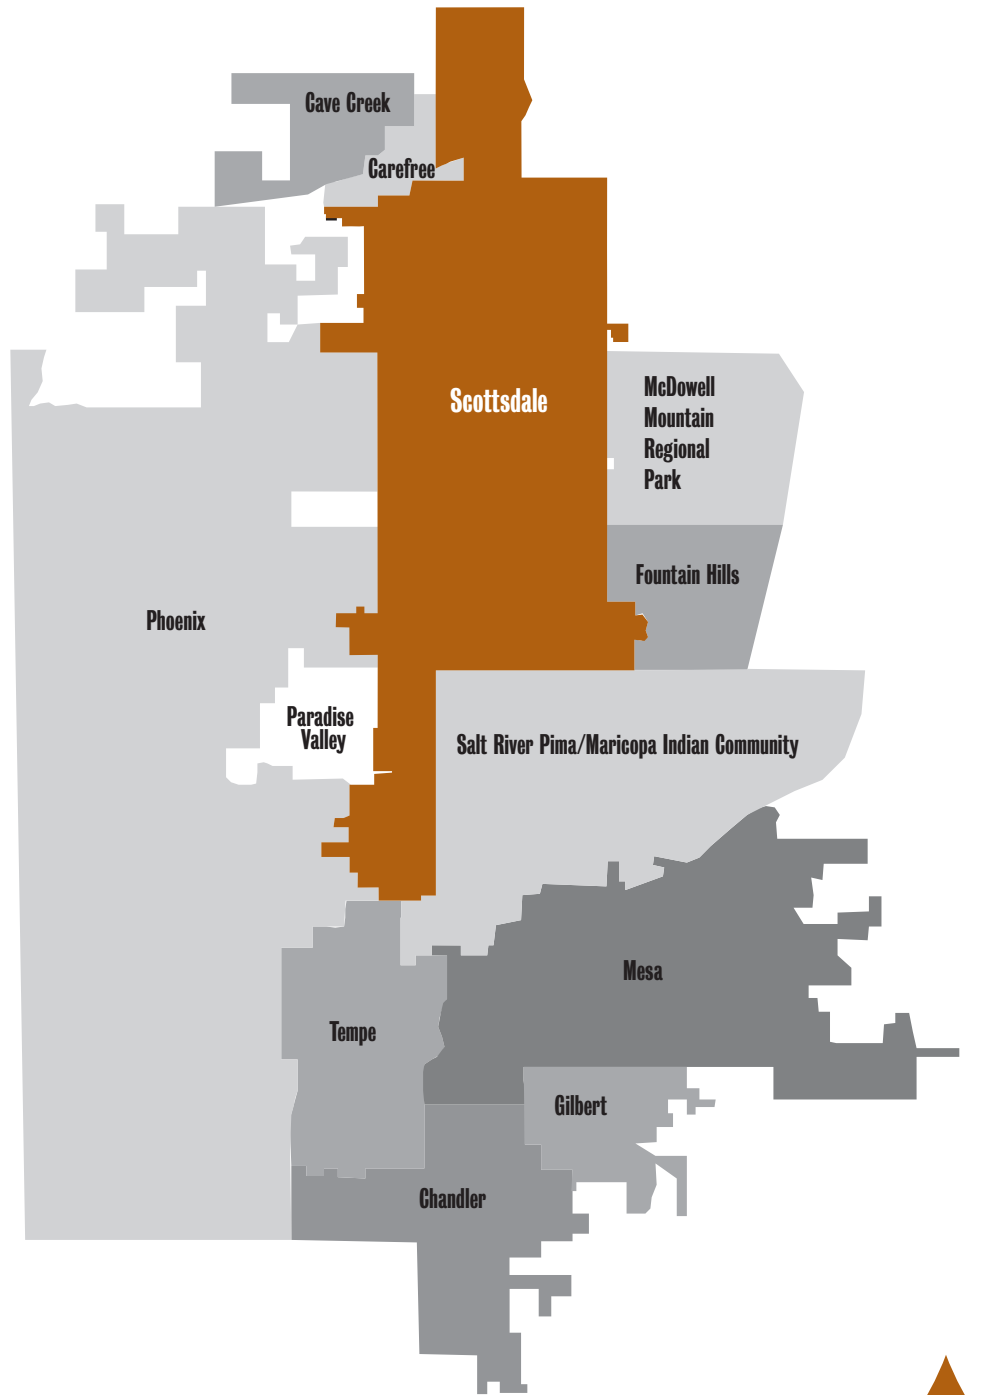 Cave Creek
Carefree
Scottsdale
McDowell
Mountain
Regional
Park
Fountain Hills
Phoenix
Paradise
Valley
Salt River Pima/Maricopa Indian Community
Mesa
Tempe
Gilbert
Chandler